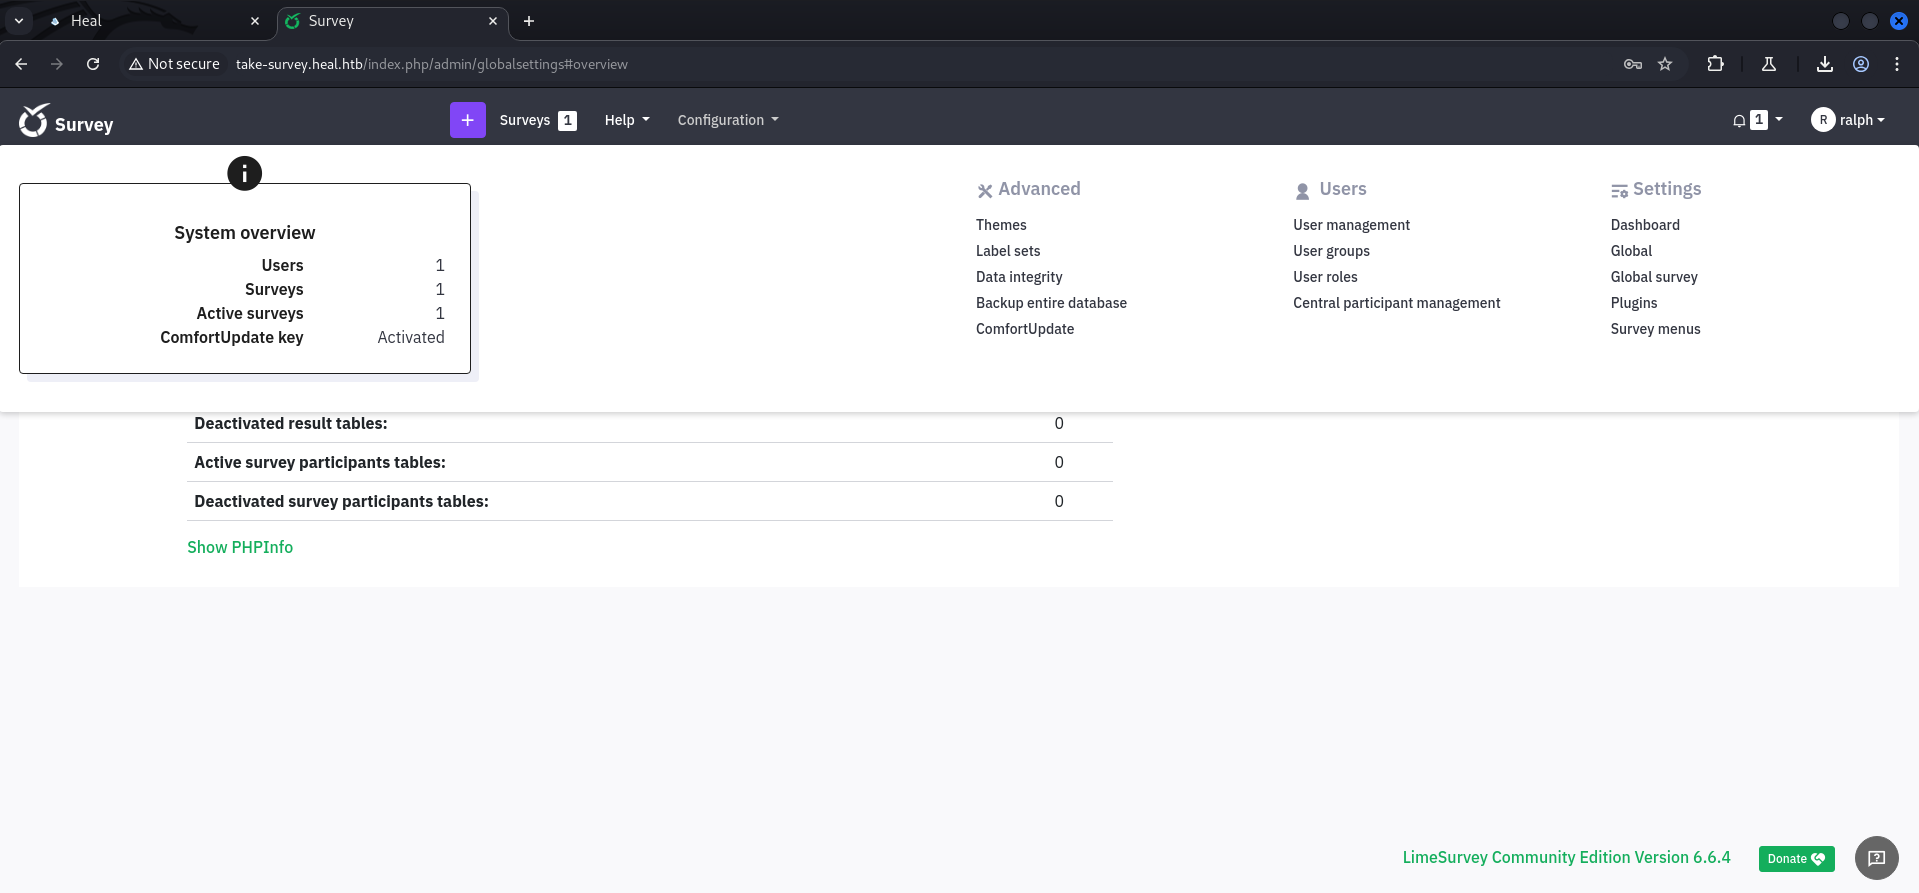 Heal
Survey
Not secure take-survey.heal.htb/index.php/admin/globalsettings#overview
Survey + Surveys 1 Help Configuration 1 R ralph
i
System overview
Users 1
Surveys 1
Active surveys 1
ComfortUpdate key Activated
Advanced
Themes
Label sets
Data integrity
Backup entire database
ComfortUpdate
Users
User management
User groups
User roles
Central participant management
Settings
Dashboard
Global
Global survey
Plugins
Survey menus
Deactivated result tables: 0
Active survey participants tables: 0
Deactivated survey participants tables: 0
Show PHPInfo
LimeSurvey Community Edition Version 6.6.4 Donate